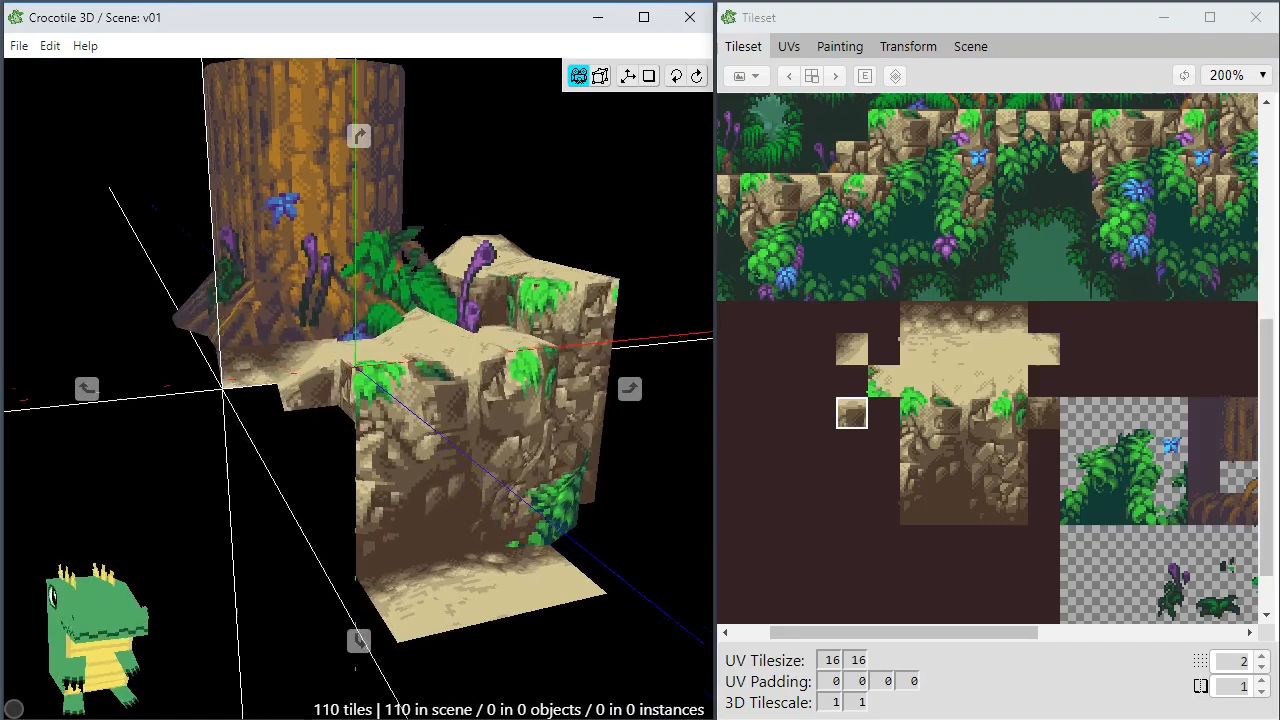 Crocotile 3D / Scene: v01
File Edit Help
110 tiles | 110 in scene / 0 in 0 objects / 0 in 0 instances
Tileset
Tileset UVs Painting Transform Scene
E 200%
UV Tilesize: 16 16
UV Padding: 0 0 0 0
3D Tilescale: 1 1
2
1